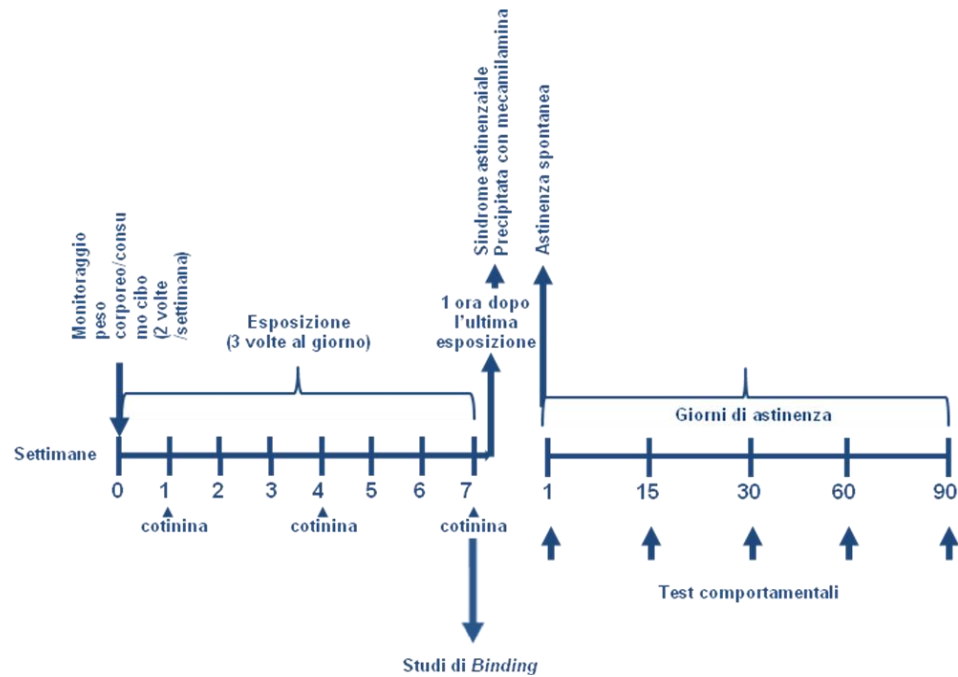 Monitoraggio
peso
corporeo/consu
mo cibo
(2 volte
/settimana)
Esposizione
(3 volte al giorno)
Sindrome astinenzaiale
Precipitata con mecamilamina
1 ora dopo
l'ultima
esposizione
Astinenza spontanea
Giorni di astinenza
Settimane
0 1 2 3 4 5 6 7
1 15 30 60 90
cotinina cotinina cotinina
Test comportamentali
Studi di Binding